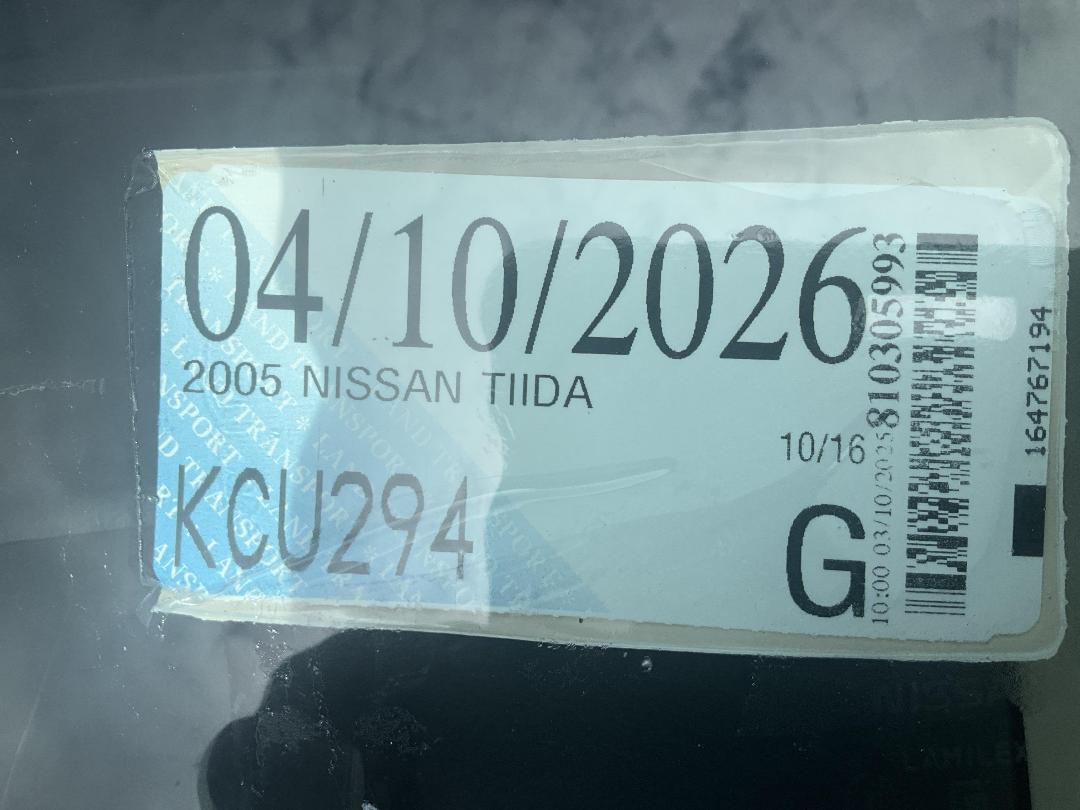 04/10/2026
2005 NISSAN TIIDA
KCU294
10/16
G
10:00 03/10/2025
810305993
164767194